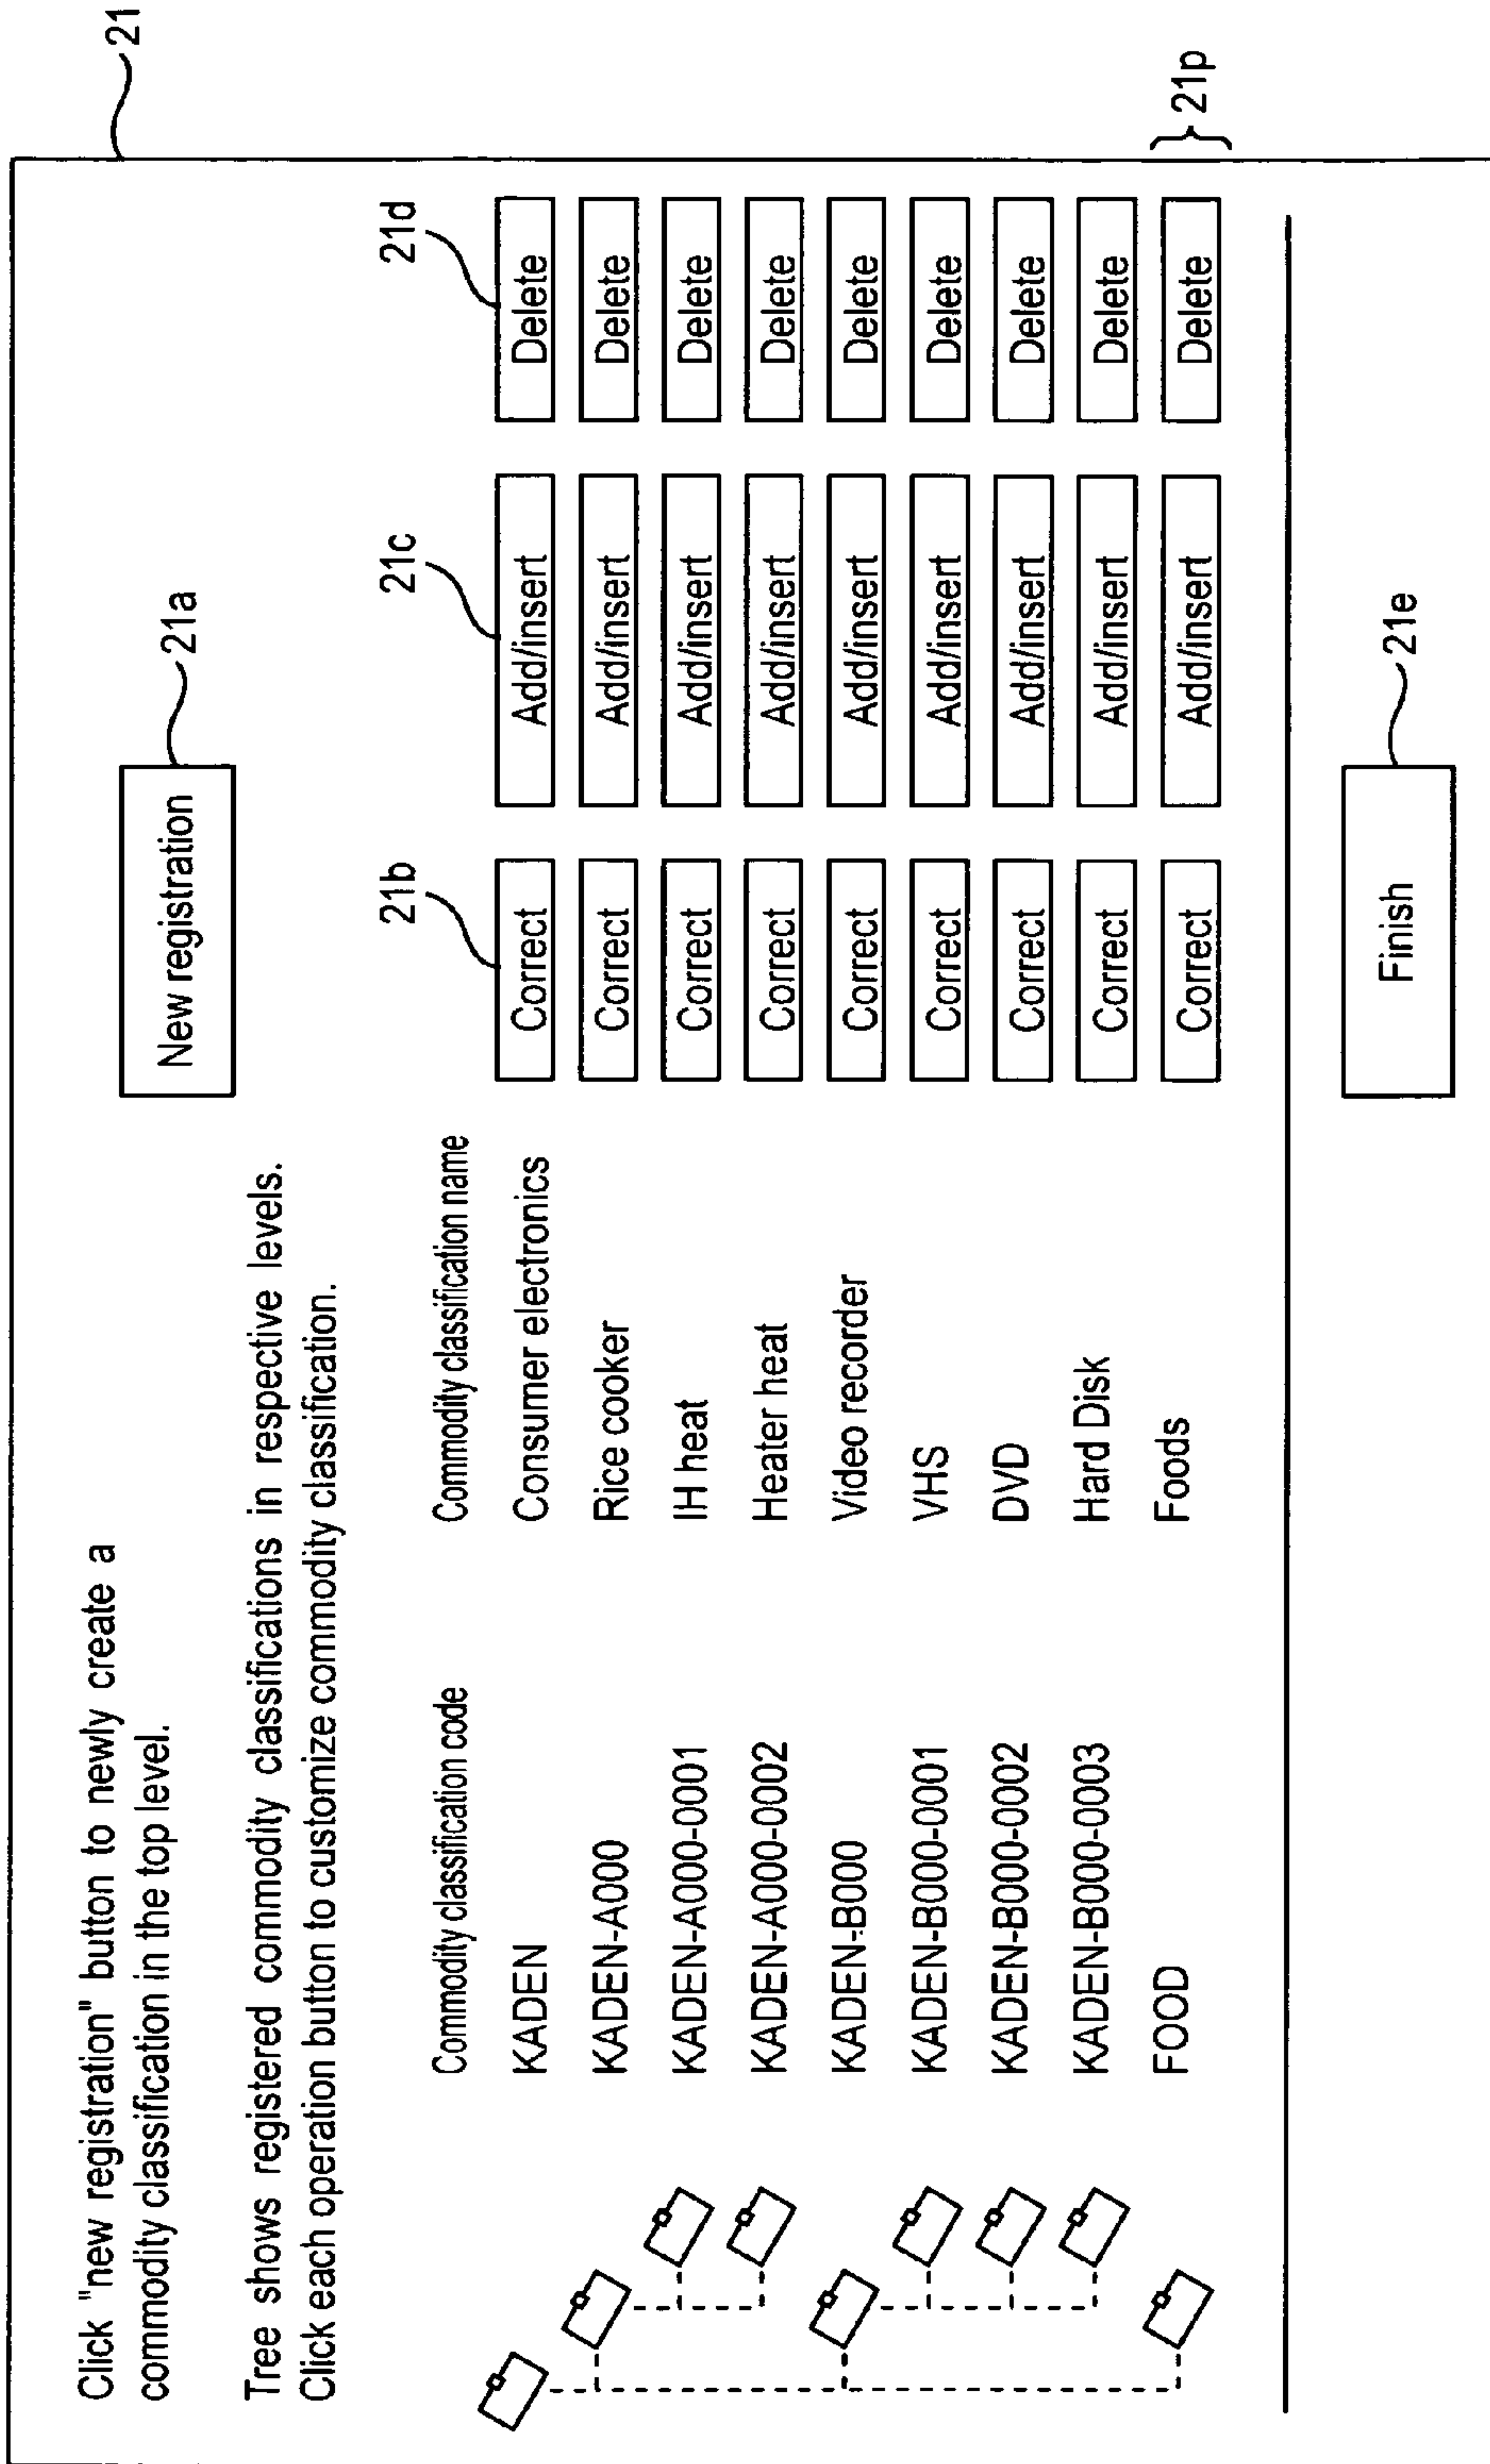 21
Click "new registration" button to newly create a
commodity classification in the top level.
New registration
21a
Tree shows registered commodity classifications in respective levels.
Click each operation button to customize commodity classification.
21b 21c 21d
Commodity classification code Commodity classification name
KADEN Consumer electronics Correct Add/insert Delete
KADEN-A000 Rice cooker Correct Add/insert Delete
KADEN-A000-0001 IH heat Correct Add/insert Delete
KADEN-A000-0002 Heater heat Correct Add/insert Delete
KADEN-B000 Video recorder Correct Add/insert Delete
KADEN-B000-0001 VHS Correct Add/insert Delete
KADEN-B000-0002 DVD Correct Add/insert Delete
KADEN-B000-0003 Hard Disk Correct Add/insert Delete
FOOD Foods Correct Add/insert Delete 21p
Finish 21e